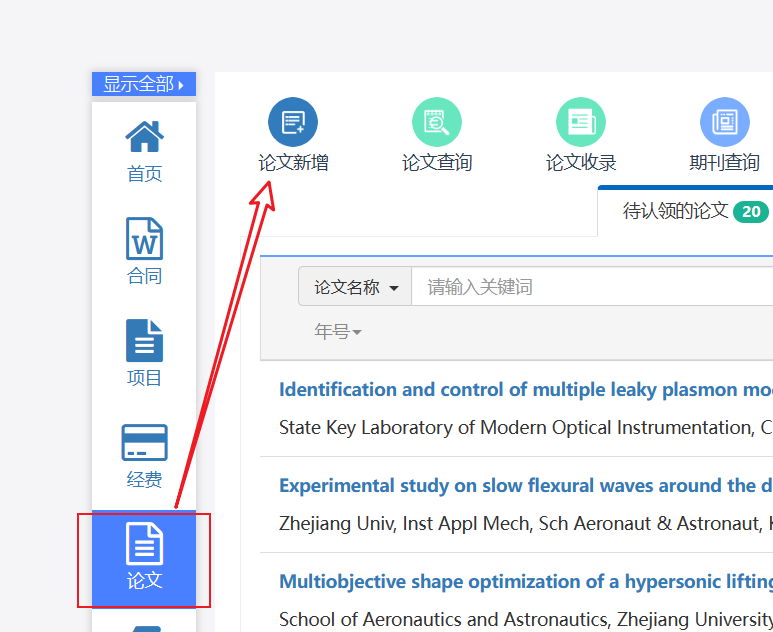 显示全部
首页
合同
项目
经费
论文
论文新增
论文查询
论文收录
期刊查询
待认领的论文 20
论文名称
请输入关键词
年号
Identification and control of multiple leaky plasmon mo
State Key Laboratory of Modern Optical Instrumentation, C
Experimental study on slow flexural waves around the d
Zhejiang Univ, Inst Appl Mech, Sch Aeronaut & Astronaut,
Multiobjective shape optimization of a hypersonic lifting
School of Aeronautics and Astronautics, Zhejiang University